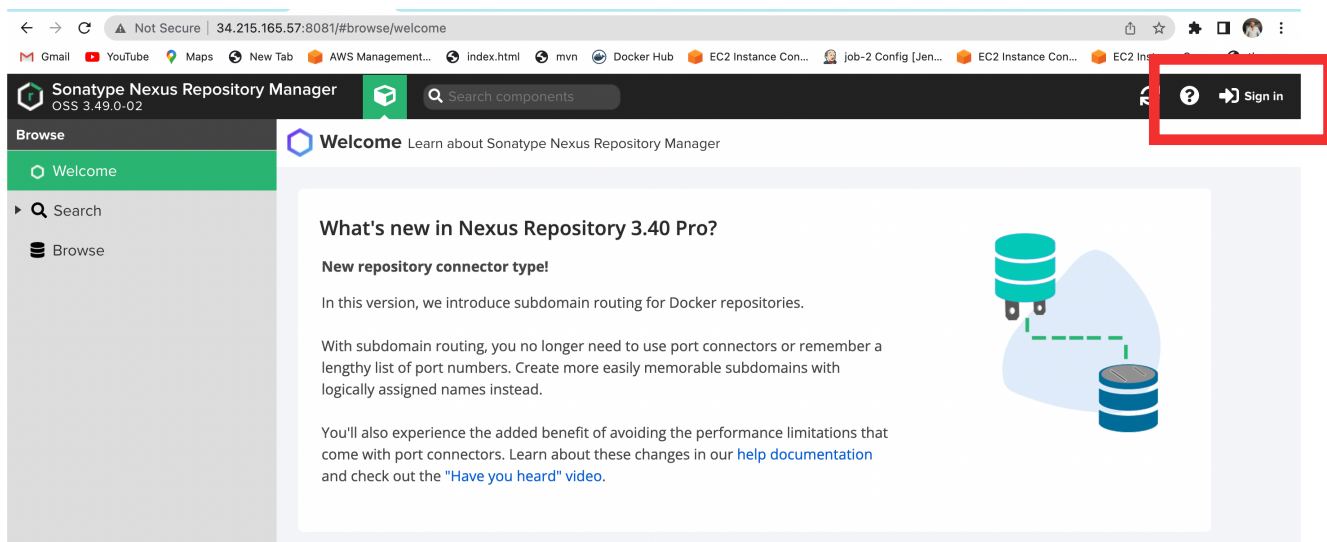 Not Secure | 34.215.165.57:8081/#browse/welcome
Gmail YouTube Maps New Tab AWS Management... index.html mvn Docker Hub EC2 Instance Con... job-2 Config [Jen... EC2 Instance Con...
Sonatype Nexus Repository Manager
OSS 3.49.0-02
Search components
Sign in
Browse
Welcome
Search
Browse
Welcome Learn about Sonatype Nexus Repository Manager
What's new in Nexus Repository 3.40 Pro?
New repository connector type!
In this version, we introduce subdomain routing for Docker repositories.
With subdomain routing, you no longer need to use port connectors or remember a
lengthy list of port numbers. Create more easily memorable subdomains with
logically assigned names instead.
You'll also experience the added benefit of avoiding the performance limitations that
come with port connectors. Learn about these changes in our help documentation
and check out the "Have you heard" video.